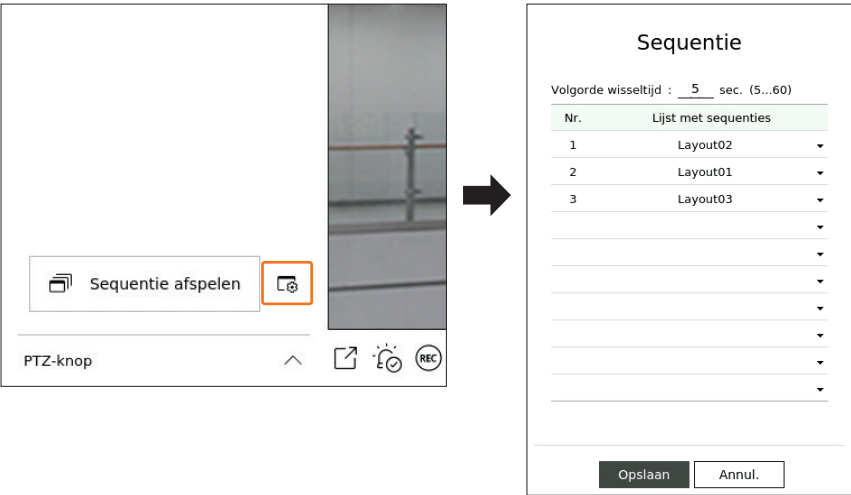 Sequentie afspelen
PTZ-knop
REC
Sequentie
Volgorde wisseltijd : 5 sec. (5...60)
Nr. Lijst met sequenties
1 Layout02
2 Layout01
3 Layout03
Opslaan Annul.